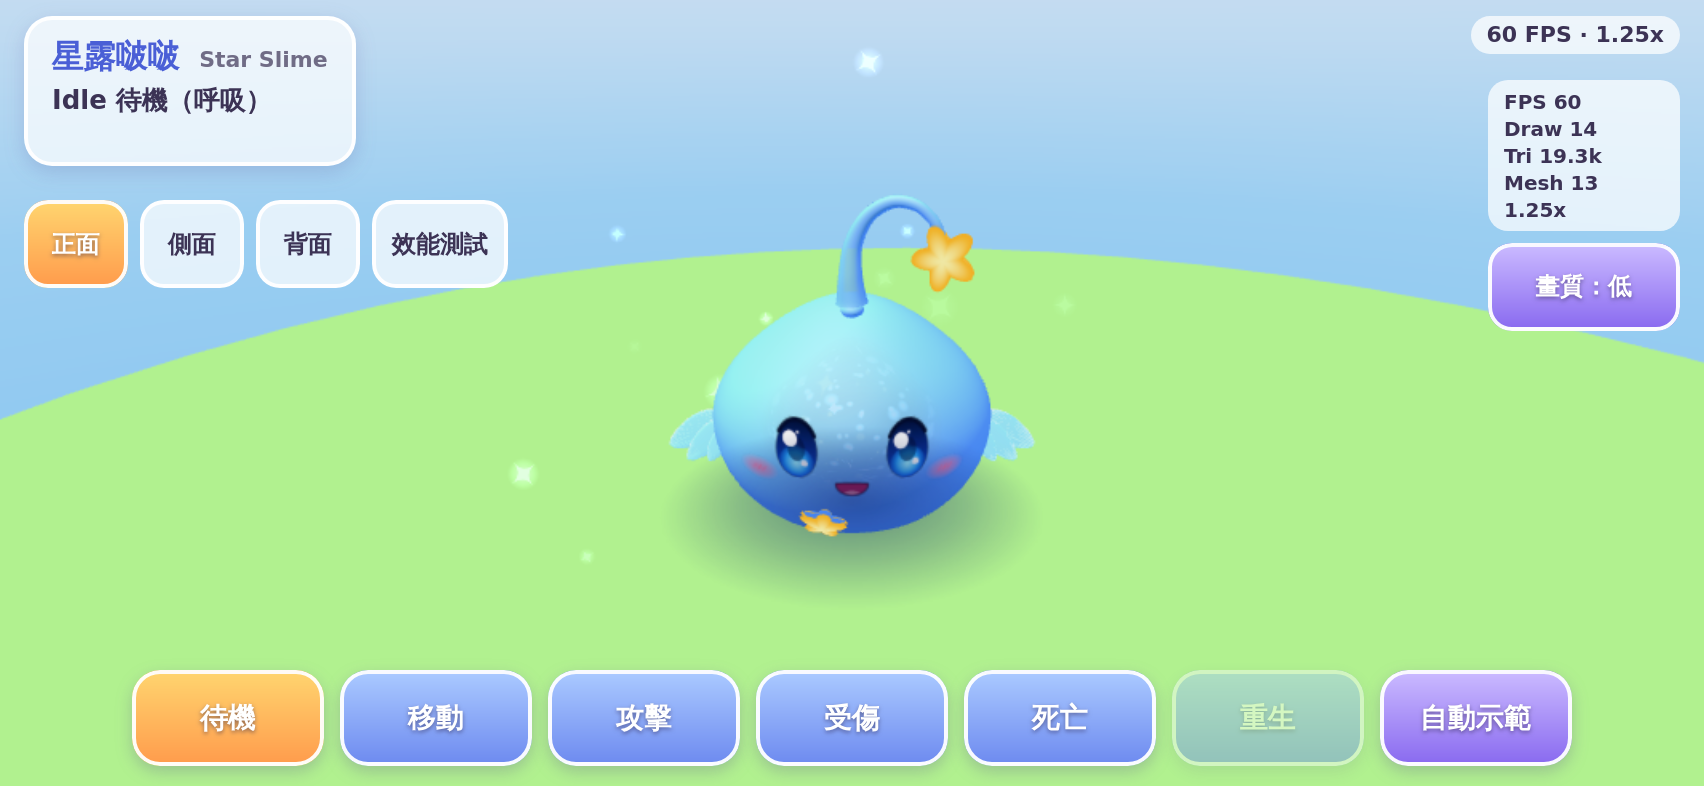 星露啵啵 Star Slime
Idle 待機（呼吸）
60 FPS · 1.25x
FPS 60
Draw 14
Tri 19.3k
Mesh 13
1.25x
正面 側面 背面 效能測試
畫質：低
待機 移動 攻擊 受傷 死亡 重生 自動示範